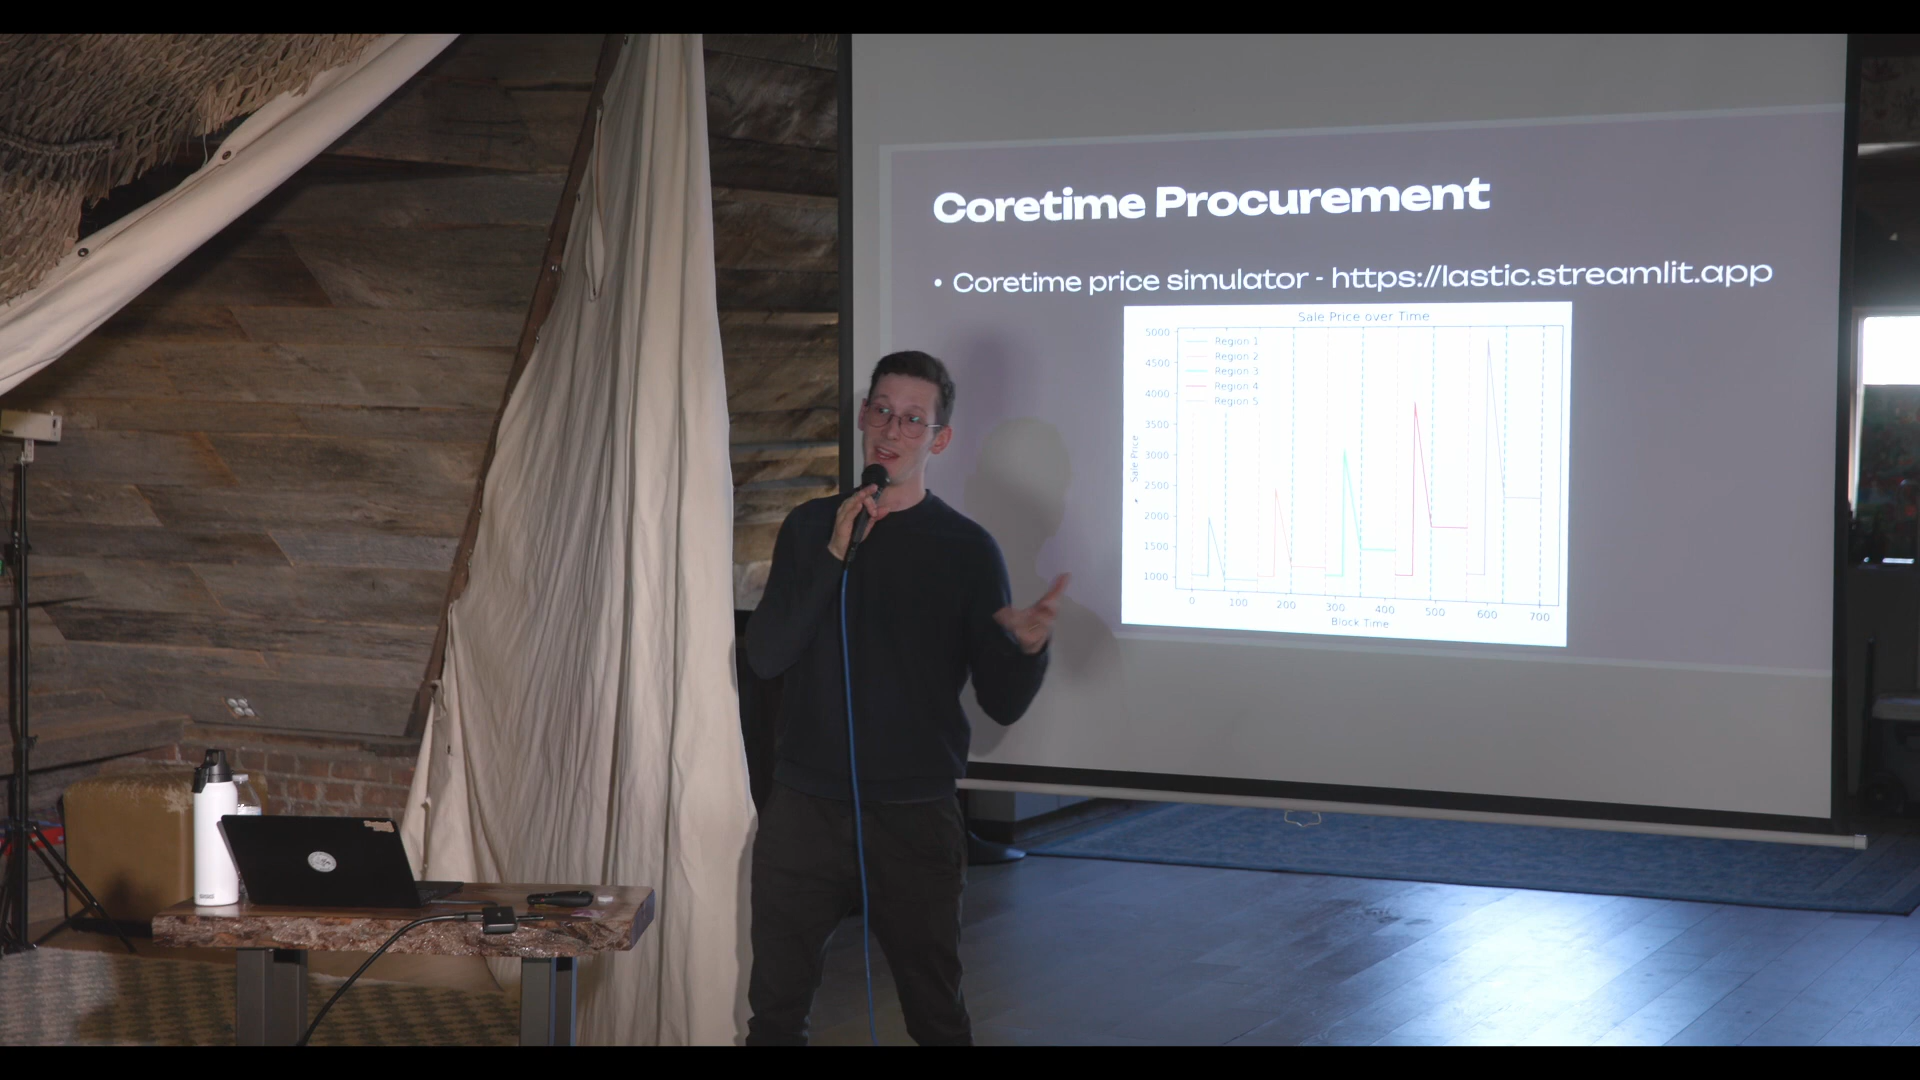 Coretime Procurement
• Coretime price simulator - https://lastic.streamlit.app
Sale Price over Time
Region 1
Region 2
Region 3
Region 4
Region 5
5000
4500
4000
3500
3000
2500
2000
1500
1000
Sale Price
0 100 200 300 400 500 600 700
Block Time